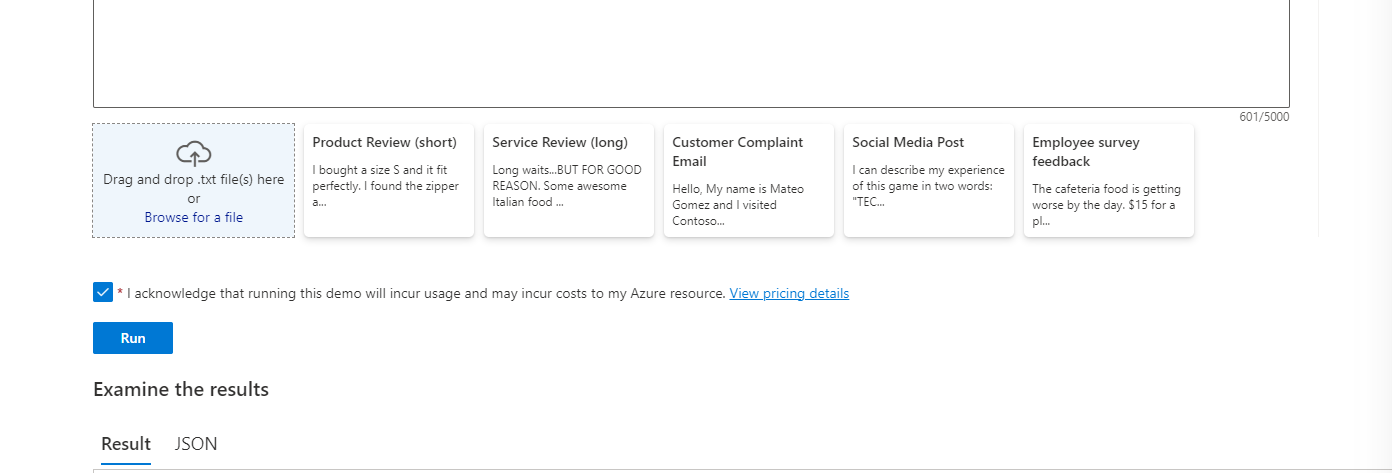 601/5000
Drag and drop .txt file(s) here
or
Browse for a file
Product Review (short)
I bought a size S and it fit
perfectly. I found the zipper
a...
Service Review (long)
Long waits...BUT FOR GOOD
REASON. Some awesome
Italian food ...
Customer Complaint
Email
Hello, My name is Mateo
Gomez and I visited
Contoso...
Social Media Post
I can describe my experience
of this game in two words:
"TEC...
Employee survey
feedback
The cafeteria food is getting
worse by the day. $15 for a
pl...
* I acknowledge that running this demo will incur usage and may incur costs to my Azure resource. View pricing details
Run
Examine the results
Result JSON